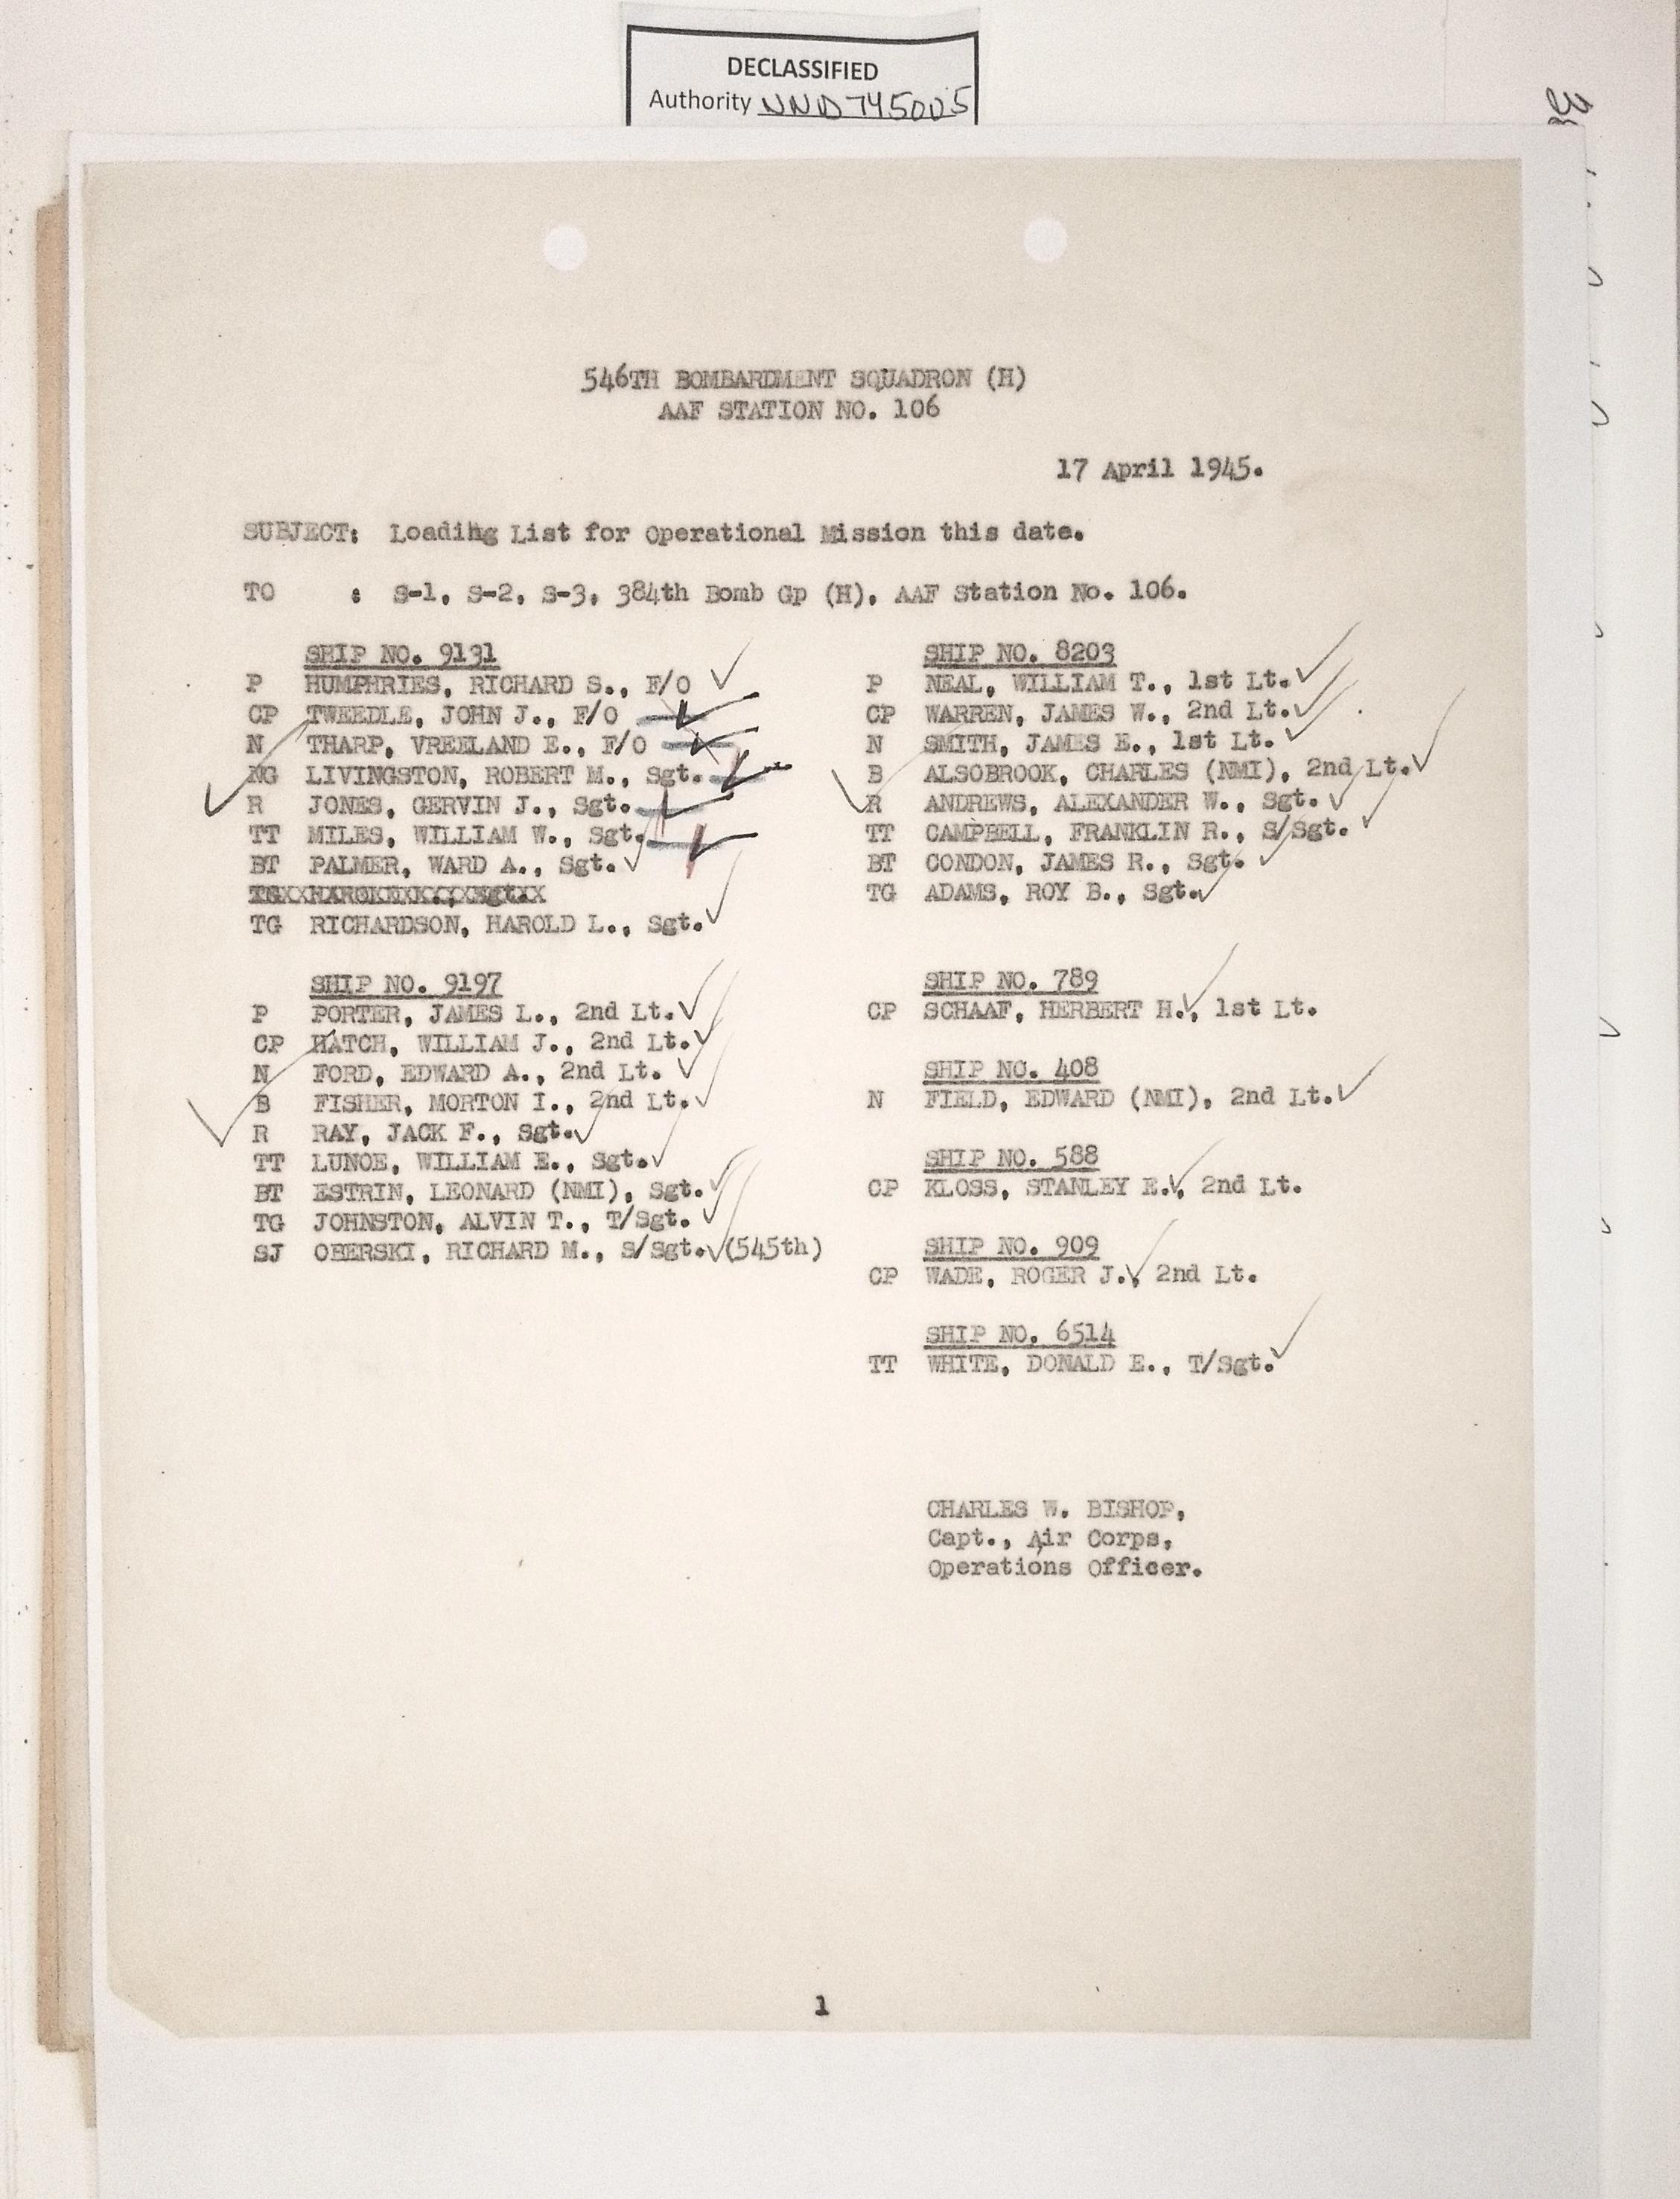 DECLASSIFIED
Authority NND 745005
546TH BOMBARDMENT SQUADRON (H)
AAF STATION NO. 106
17 April 1945.
SUBJECT: Loading List for Operational Mission this date.
TO : S-1, S-2, S-3, 384th Bomb Gp (H), AAF Station No. 106.
SHIP NO. 9131
P HUMPHRIES, RICHARD S., F/O
CP TWEEDLE, JOHN J., F/O
N THARP, VREELAND E., F/O
NG LIVINGSTON, ROBERT M., Sgt.
R JONES, GERVIN J., Sgt.
TT MILES, WILLIAM W., Sgt.
BT PALMER, WARD A., Sgt.
TG RICHARDSON, HAROLD L., Sgt.
SHIP NO. 9197
P PORTER, JAMES L., 2nd Lt.
CP HATCH, WILLIAM J., 2nd Lt.
N FORD, EDWARD A., 2nd Lt.
B FISHER, MORTON I., 2nd Lt.
R RAY, JACK F., Sgt.
TT LUNOE, WILLIAM E., Sgt.
BT ESTRIN, LEONARD (NMI), Sgt.
TG JOHNSTON, ALVIN T., T/Sgt.
SJ OBERSKI, RICHARD M., S/Sgt. (545th)
SHIP NO. 8203
P NEAL, WILLIAM T., 1st Lt.
CP WARREN, JAMES W., 2nd Lt.
N SMITH, JAMES E., 1st Lt.
B ALSOBROOK, CHARLES (NMI), 2nd Lt.
R ANDREWS, ALEXANDER W., Sgt.
TT CAMPBELL, FRANKLIN R., S/Sgt.
BT CONDON, JAMES R., Sgt.
TG ADAMS, ROY B., Sgt.
SHIP NO. 789
CP SCHAAF, HERBERT H., 1st Lt.
SHIP NO. 408
N FIELD, EDWARD (NMI), 2nd Lt.
SHIP NO. 588
CP KLOSS, STANLEY E., 2nd Lt.
SHIP NO. 909
CP WADE, ROGER J., 2nd Lt.
SHIP NO. 6514
TT WHITE, DONALD E., T/Sgt.
CHARLES W. BISHOP,
Capt., Air Corps,
Operations Officer.
1